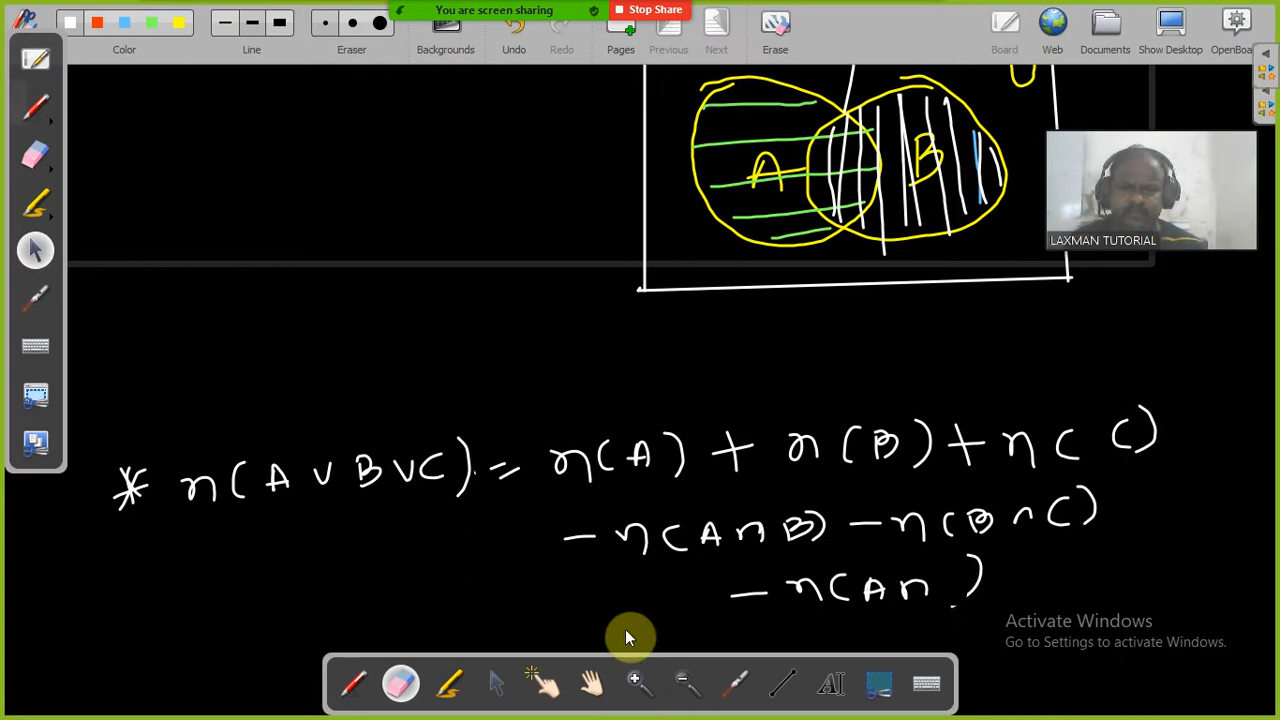 You are screen sharing
Stop Share
Color
Line
Eraser
Backgrounds
Undo
Redo
Pages
Previous
Next
Erase
Board
Web
Documents
Show Desktop
OpenBoa
U
A
B
LAXMAN TUTORIAL
* n(A ∪ B ∪ C) = n(A) + n(B) + n( C)
- n(A ∩ B) - n(B ∩ C)
- n(A ∩ )
Activate Windows
Go to Settings to activate Windows.
AI